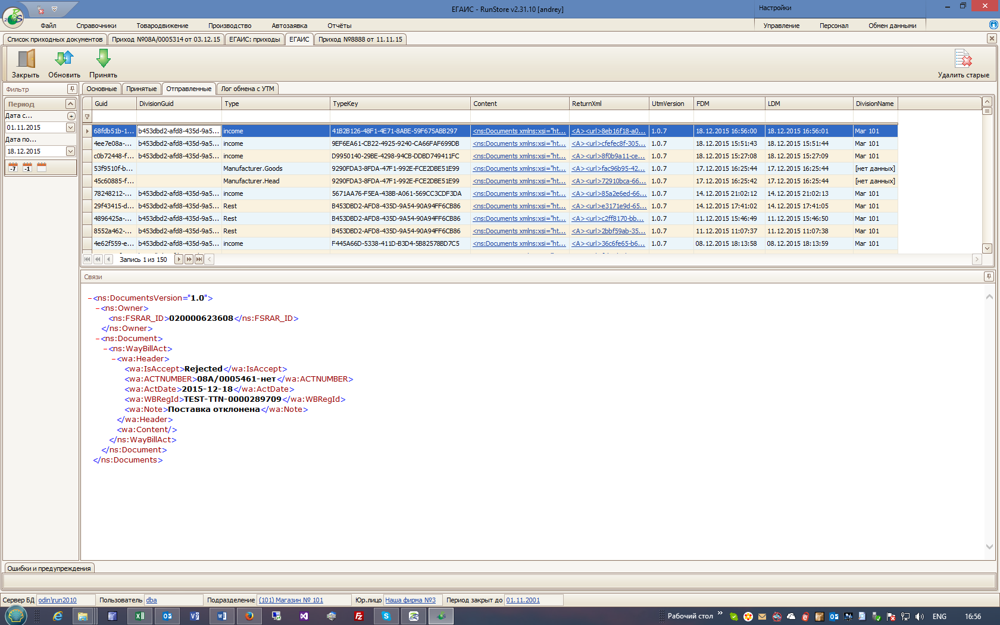 ЕГАИС - RunStore v2.31.10 [andrey]
Настройки
Файл Справочники Товародвижение Производство Автозаявка Отчёты Управление Персонал Обмен данными
Список приходных документов Приход №08А/0005314 от 03.12.15 ЕГАИС: приходы ЕГАИС Приход №8888 от 11.11.15
Закрыть Обновить Принять Удалить старые
Фильтр
Период
Дата с...
01.11.2015
Дата по...
18.12.2015
-7 -1
Основные Принятые Отправленные Лог обмена с УТМ
Guid DivisionGuid Type TypeKey Content ReturnXml UtmVersion FDM LDM DivisionName
68fdb51b-1... b453dbd2-afd8-435d-9a5... income 41B2B126-48F1-4E71-8ABE-59F675ABB297 <ns:Documents xmlns:xsi="ht... <A><url>8eb16f18-a0... 1.0.7 18.12.2015 16:56:00 18.12.2015 16:56:01 Маг 101
4ee7e08a-... b453dbd2-afd8-435d-9a5... income 9EF6EA61-CB22-4925-9240-CA66FAF699DB <ns:Documents xmlns:xsi="ht... <A><url>cfefec8f-305... 1.0.7 18.12.2015 15:51:43 18.12.2015 15:51:44 Маг 101
c0b72448-f... b453dbd2-afd8-435d-9a5... income D9950140-29BE-4298-94CB-DDBD749411FC <ns:Documents xmlns:xsi="ht... <A><url>8f0b9a11-ce... 1.0.7 18.12.2015 15:27:08 18.12.2015 15:27:09 Маг 101
53f9510f-b... Manufacturer.Goods 9290FDA3-8FDA-47F1-992E-FCE2DBE51E99 <ns:Documents xmlns:xsi="ht... <A><url>fac96b95-42... 1.0.7 17.12.2015 16:25:44 17.12.2015 16:25:44 [нет данных]
45c60885-f... Manufacturer.Head 9290FDA3-8FDA-47F1-992E-FCE2DBE51E99 <ns:Documents xmlns:xsi="ht... <A><url>72910bca-66... 1.0.7 17.12.2015 16:25:42 17.12.2015 16:25:44 [нет данных]
78248212-... b453dbd2-afd8-435d-9a5... income 5671AA76-F5EA-438B-A061-569CC3CDF3DA <ns:Documents xmlns:xsi="ht... <A><url>85a2e6ed-66... 1.0.7 14.12.2015 21:02:12 14.12.2015 21:02:13 Маг 101
29f43415-d... b453dbd2-afd8-435d-9a5... Rest B453DBD2-AFD8-435D-9A54-90A94FF6CB86 <ns:Documents xmlns:xsi="ht... <A><url>e3171e9d-65... 1.0.7 14.12.2015 17:41:02 14.12.2015 17:41:05 Маг 101
4896425a-... b453dbd2-afd8-435d-9a5... Rest B453DBD2-AFD8-435D-9A54-90A94FF6CB86 <ns:Documents xmlns:xsi="ht... <A><url>c2ff8170-bb... 1.0.7 11.12.2015 15:46:49 11.12.2015 15:46:50 Маг 101
8552a462-... b453dbd2-afd8-435d-9a5... Rest B453DBD2-AFD8-435D-9A54-90A94FF6CB86 <ns:Documents xmlns:xsi="ht... <A><url>2bbf59ab-35... 1.0.7 11.12.2015 11:07:37 11.12.2015 11:07:38 Маг 101
4e62f559-e... b453dbd2-afd8-435d-9a5... income F445A66D-5338-411D-B3D4-5B82578BD7C5 <ns:Documents xmlns:xsi="ht... <A><url>36c6fe65-b6... 1.0.7 08.12.2015 18:13:58 08.12.2015 18:13:59 Маг 101
Запись 1 из 150
Связи
–<ns:DocumentsVersion="1.0">
–<ns:Owner>
<ns:FSRAR_ID>020000623608</ns:FSRAR_ID>
</ns:Owner>
–<ns:Document>
–<ns:WayBillAct>
–<wa:Header>
<wa:IsAccept>Rejected</wa:IsAccept>
<wa:ACTNUMBER>08А/0005461-нет</wa:ACTNUMBER>
<wa:ActDate>2015-12-18</wa:ActDate>
<wa:WBRegId>TEST-TTN-0000289709</wa:WBRegId>
<wa:Note>Поставка отклонена</wa:Note>
</wa:Header>
<wa:Content/>
</ns:WayBillAct>
</ns:Document>
</ns:Documents>
Ошибки и предупреждения
Сервер БД odin\run2010 Пользователь dba Подразделение (101) Магазин № 101 Юр.лицо Наша фирма №3 Период закрыт до 01.11.2001
Рабочий стол » ENG 16:56